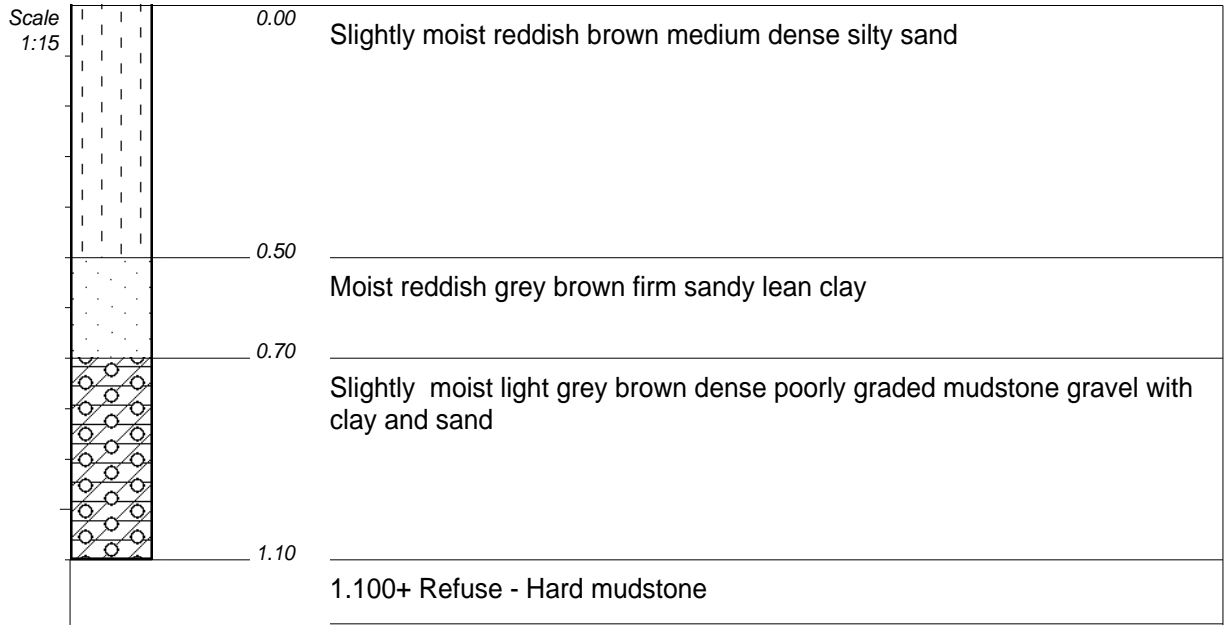 Scale
1:15
0.00
Slightly moist reddish brown medium dense silty sand
0.50
Moist reddish grey brown firm sandy lean clay
0.70
Slightly  moist light grey brown dense poorly graded mudstone gravel with
clay and sand
1.10
1.100+ Refuse - Hard mudstone